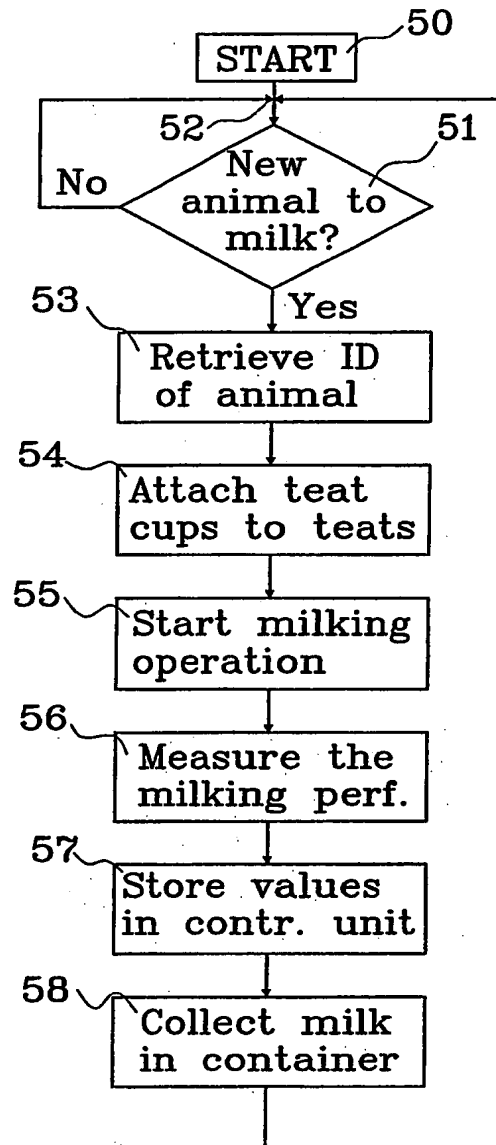 50
START
52
51
No
New
animal to
milk?
53
Yes
Retrieve ID
of animal
54
Attach teat
cups to teats
55
Start milking
operation
56
Measure the
milking perf.
57
Store values
in contr. unit
58
Collect milk
in container